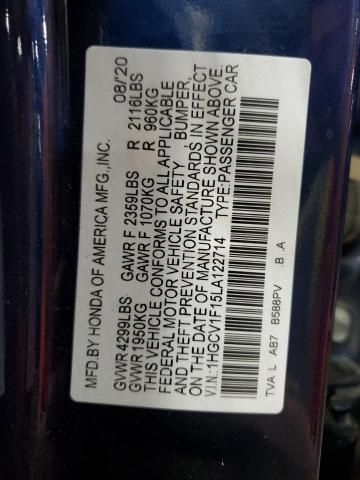 MFD.BY HONDA OF AMERICA MFG.,INC. 08/'20
GVWR 4299LBS GAWR F 2359LBS R 2116LBS
GVWR 1950KG GAWR F 1070KG R 960KG
THIS VEHICLE CONFORMS TO ALL APPLICABLE
FEDERAL MOTOR VEHICLE SAFETY, BUMPER,
AND THEFT PREVENTION STANDARDS IN EFFECT
ON THE DATE OF MANUFACTURE SHOWN ABOVE.
V.I.N.:1HGCV1F15LA122714 TYPE:PASSENGER CAR
TVA L AB7 B588PV .B .A